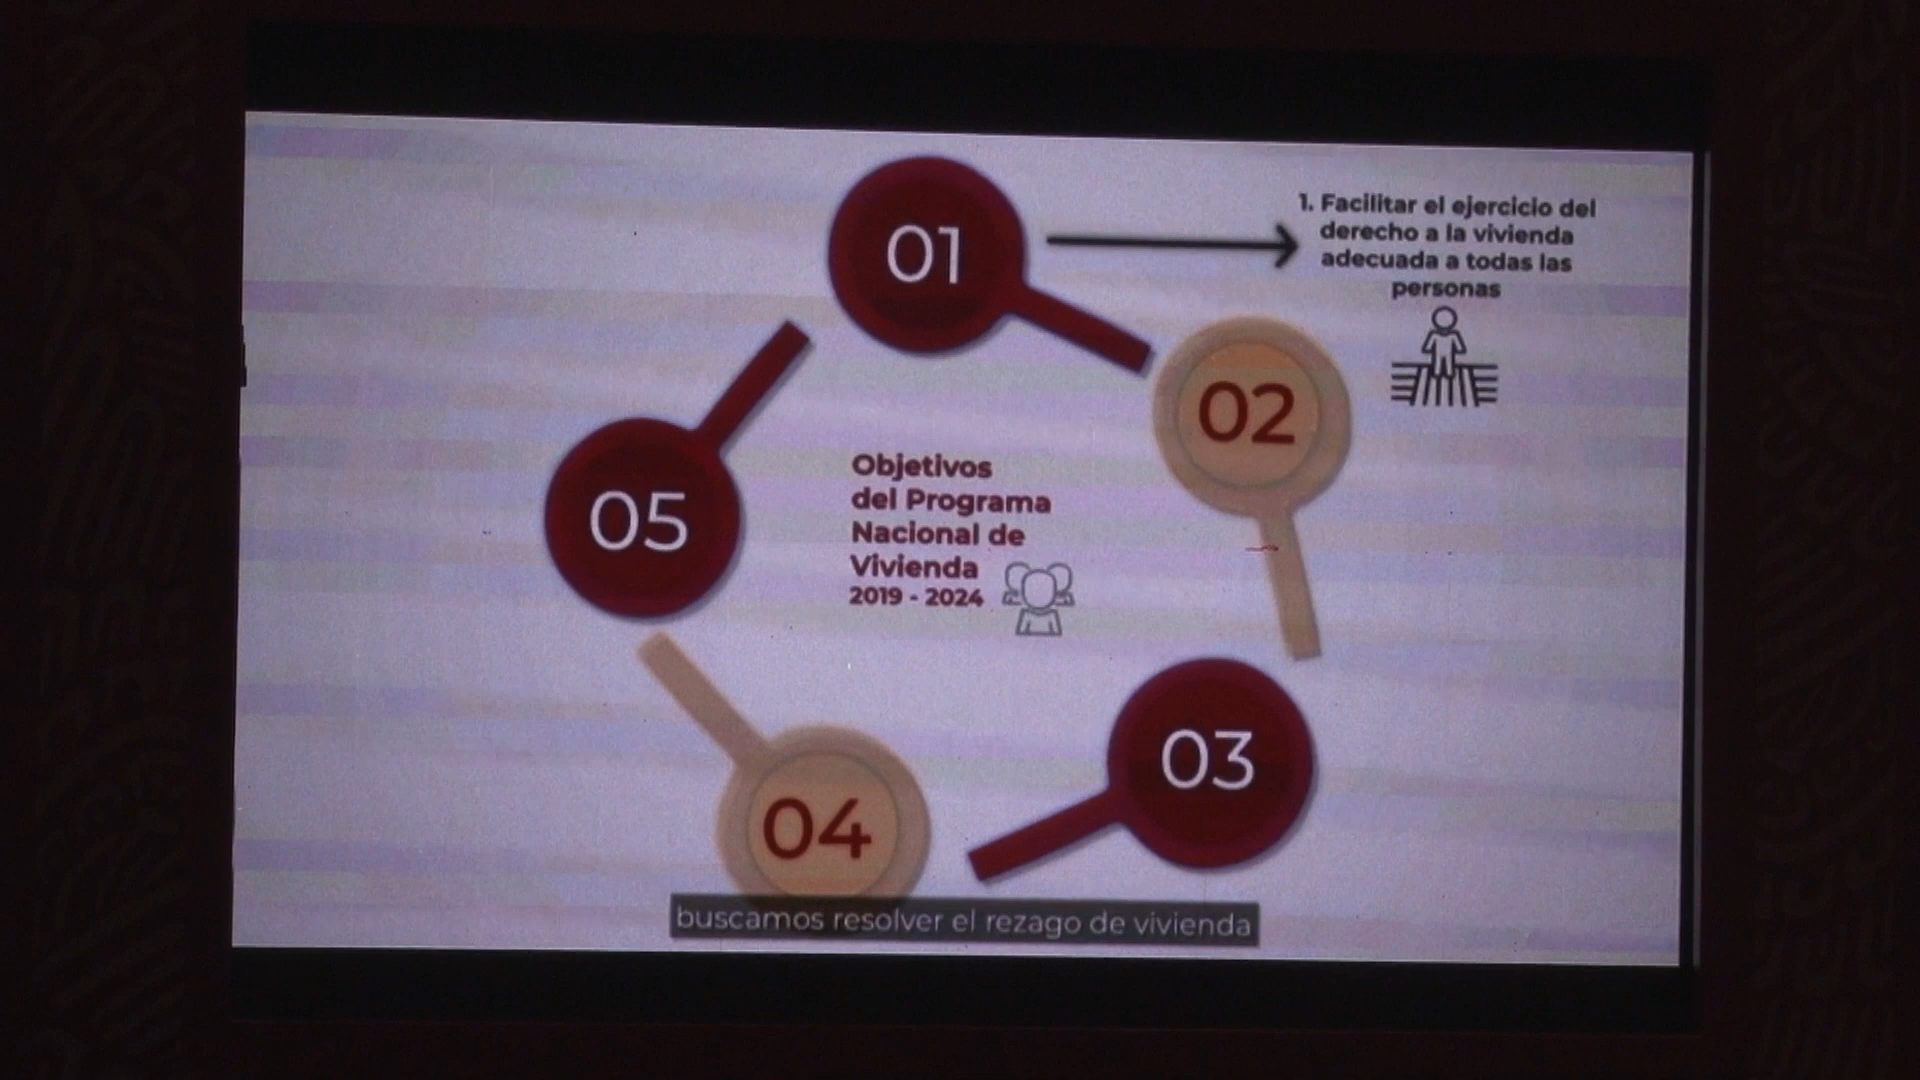 01
1. Facilitar el ejercicio del
derecho a la vivienda
adecuada a todas las
personas
02
05
Objetivos
del Programa
Nacional de
Vivienda
2019 - 2024
03
04
buscamos resolver el rezago de vivienda